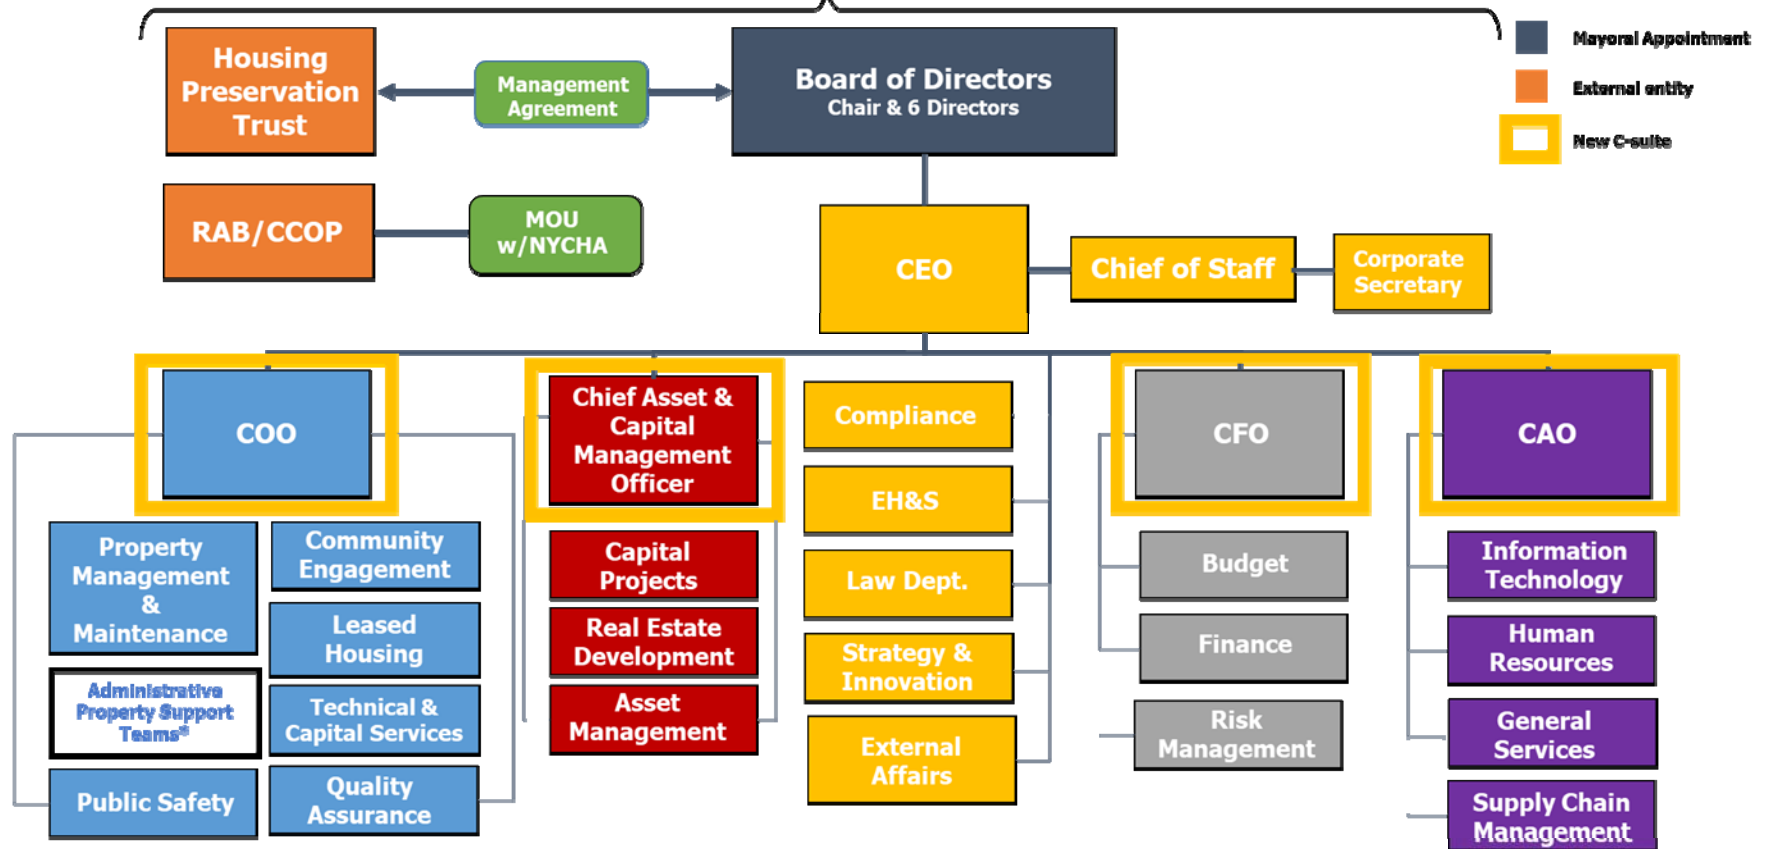 Housing
Preservation
Trust
Management
Agreement
Board of Directors
Chair & 6 Directors
Mayoral Appointment
External entity
New C-suite
RAB/CCOP
MOU
w/NYCHA
CEO
Chief of Staff
Corporate
Secretary
COO
Chief Asset &
Capital
Management
Officer
Compliance
CFO
CAO
Property
Management
&
Maintenance
Community
Engagement
Capital
Projects
EH&S
Budget
Information
Technology
Leased
Housing
Real Estate
Development
Law Dept.
Finance
Human
Resources
Administrative
Property Support
Teams*
Technical &
Capital Services
Asset
Management
Strategy &
Innovation
Risk
Management
General
Services
Public Safety
Quality
Assurance
External
Affairs
Supply Chain
Management